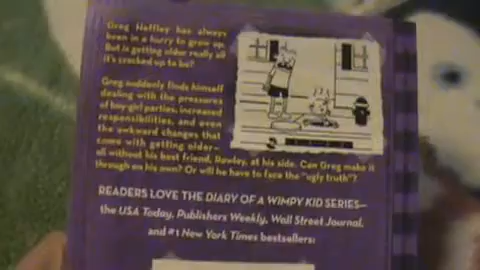 Greg Heffley has always
been in a hurry to grow up.
But is getting older really all
it's cracked up to be?
Greg suddenly finds himself
dealing with the pressures
of boy-girl parties, increased
responsibilities, and even
the awkward changes that
come with getting older—
all without his best friend, Rowley, at his side. Can Greg make it
through on his own? Or will he have to face the "ugly truth"?
READERS LOVE THE DIARY OF A WIMPY KID SERIES—
the USA Today, Publishers Weekly, Wall Street Journal,
and #1 New York Times bestsellers: